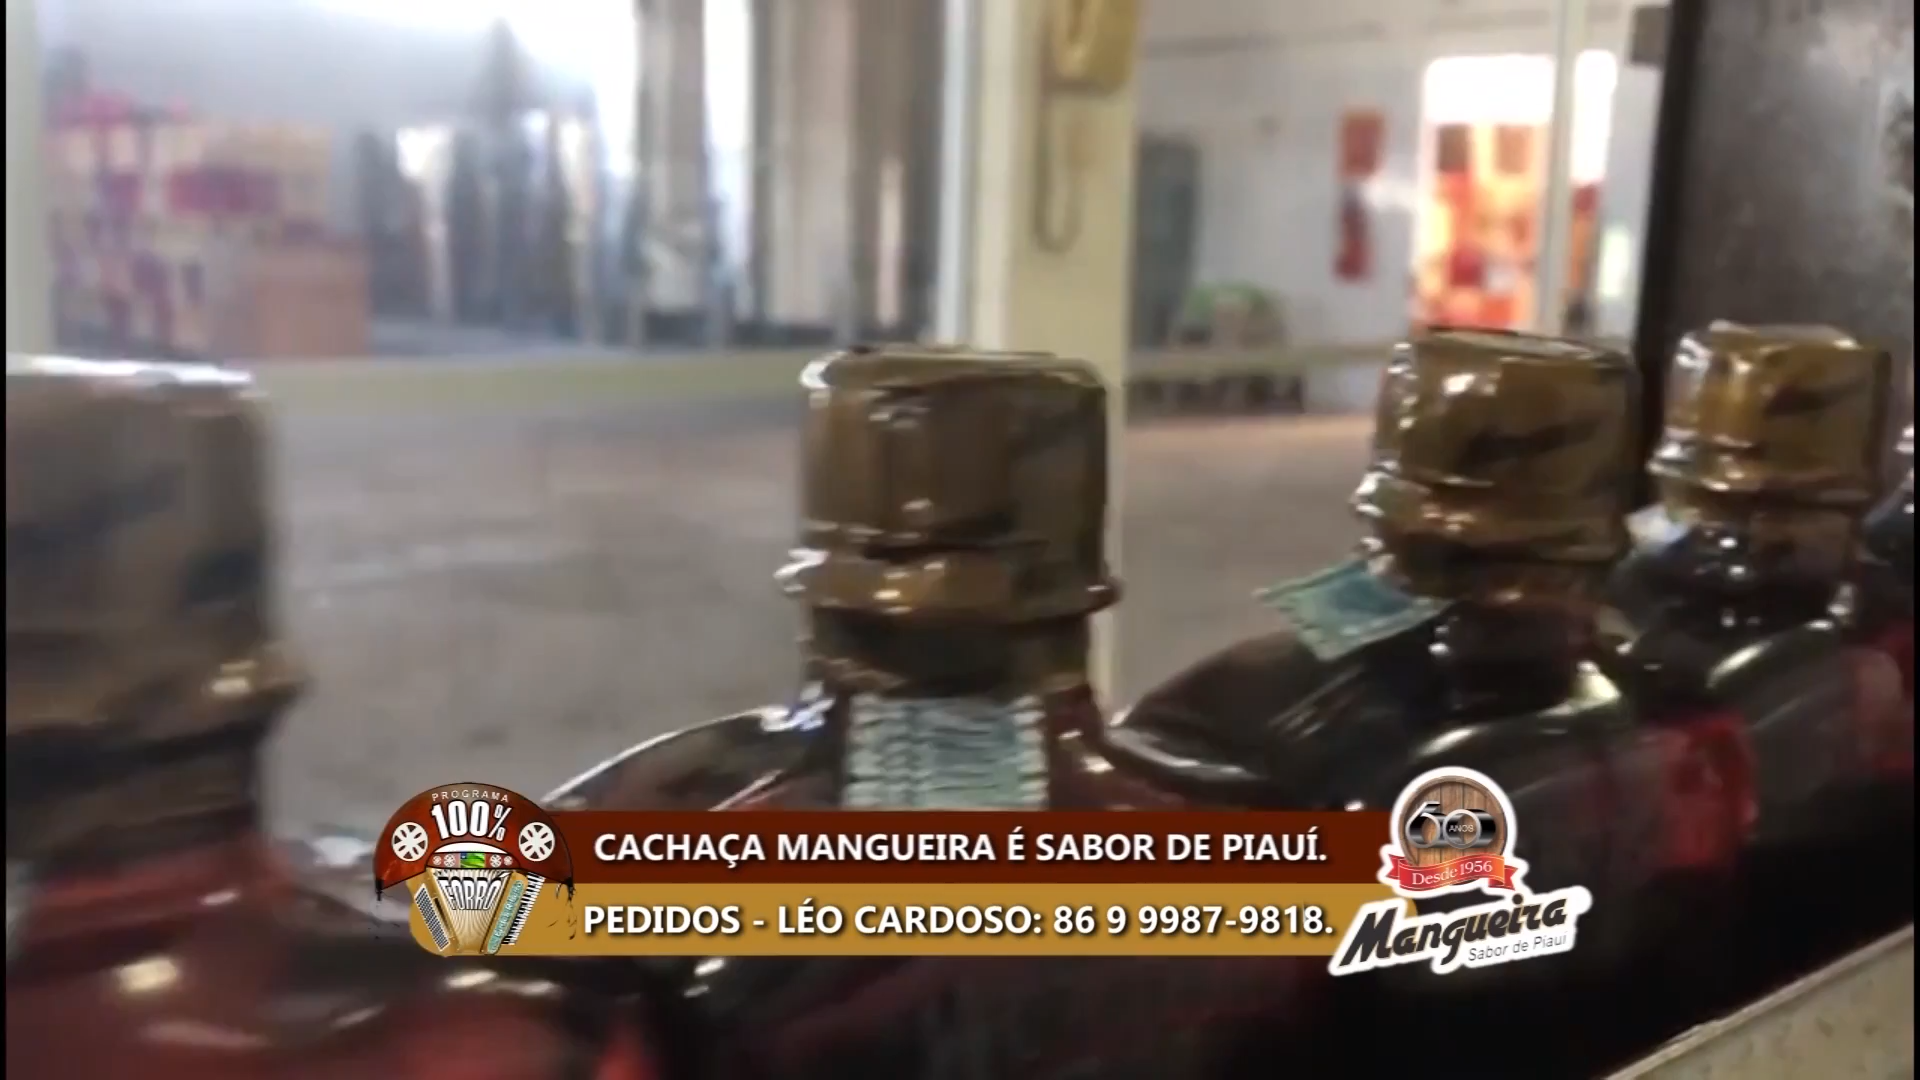 PROGRAMA
100%
FORRÓ
CACHAÇA MANGUEIRA É SABOR DE PIAUÍ.
PEDIDOS - LÉO CARDOSO: 86 9 9987-9818.
60
ANOS
Desde 1956
Mangueira
Sabor de Piauí